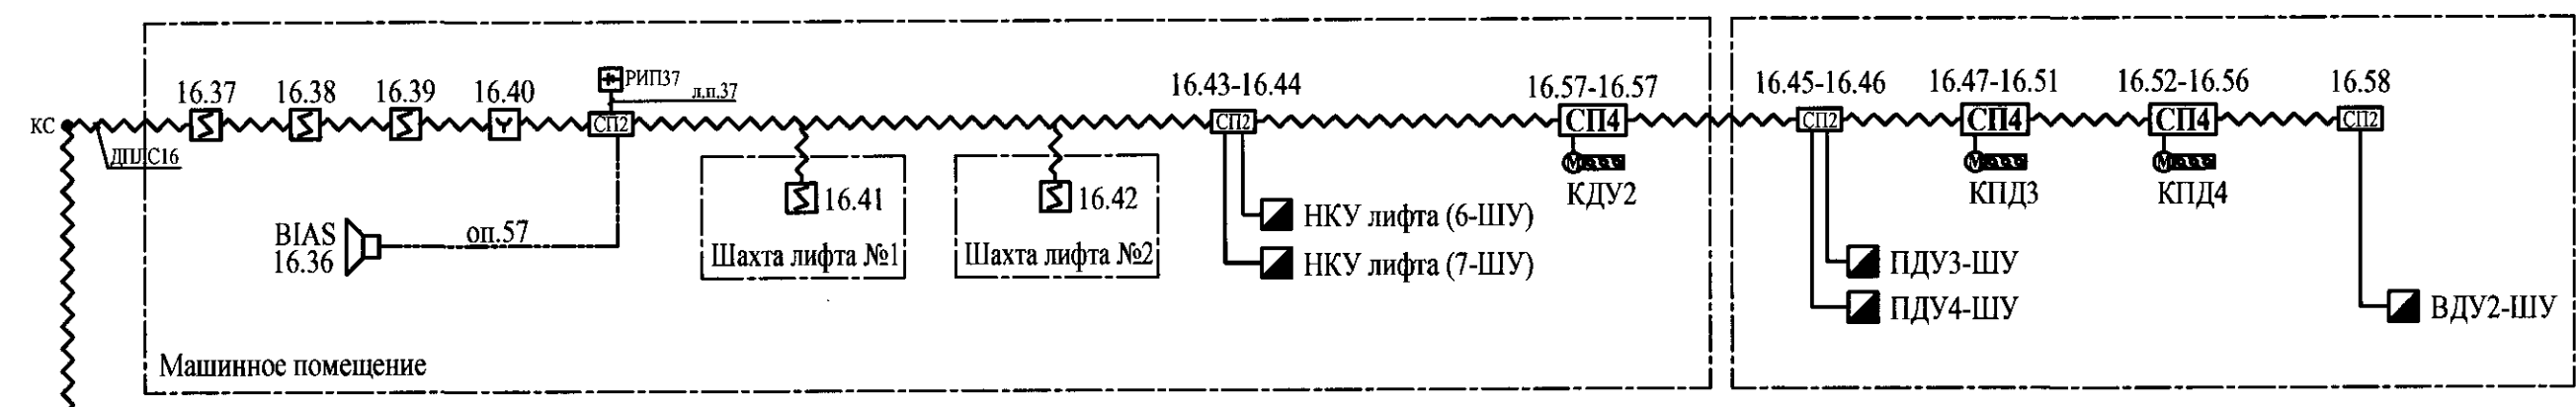 16.37
16.38
16.39
16.40
РИП37
л.п.37
16.43-16.44
16.57-16.57
16.45-16.46
16.47-16.51
16.52-16.56
16.58
КС
СП2
СП2
СП4
СП2
СП4
СП4
СП2
ДПЛС16
М
М
М
КДУ2
КПД3
КПД4
16.41
16.42
BIAS
16.36
оп.57
Шахта лифта №1
Шахта лифта №2
НКУ лифта (6-ШУ)
НКУ лифта (7-ШУ)
ПДУ3-ШУ
ПДУ4-ШУ
ВДУ2-ШУ
Машинное помещение